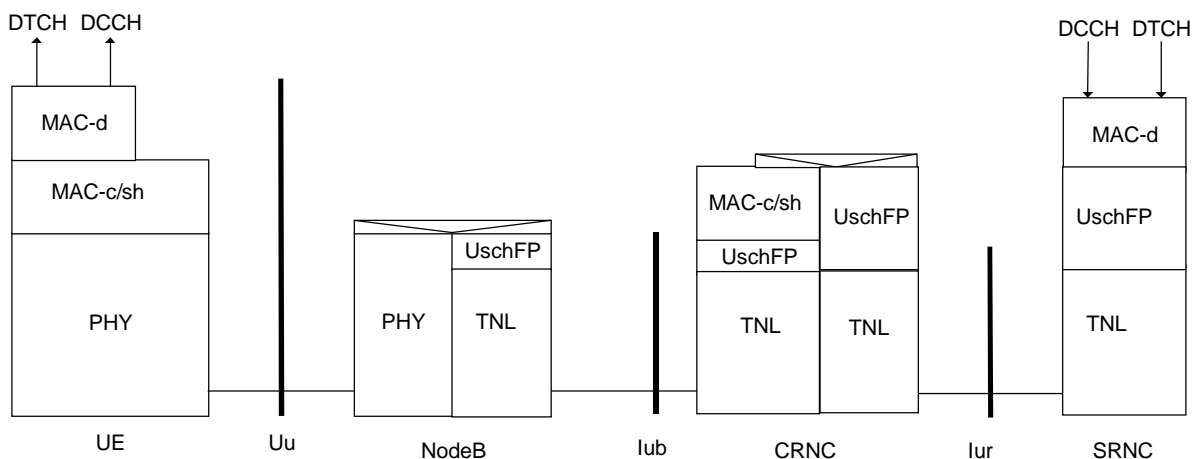 DTCH DCCH
DCCH DTCH
MAC-d
MAC-d
MAC-c/sh
MAC-c/sh
UschFP
UschFP
UschFP
UschFP
PHY
PHY
TNL
TNL
TNL
TNL
UE
Uu
NodeB
Iub
CRNC
Iur
SRNC